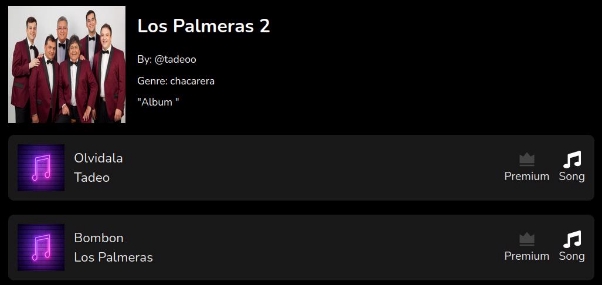 Los Palmeras 2
By: @tadeoo
Genre: chacarera
"Album "
Olvidala
Tadeo
Premium Song
Bombon
Los Palmeras
Premium Song